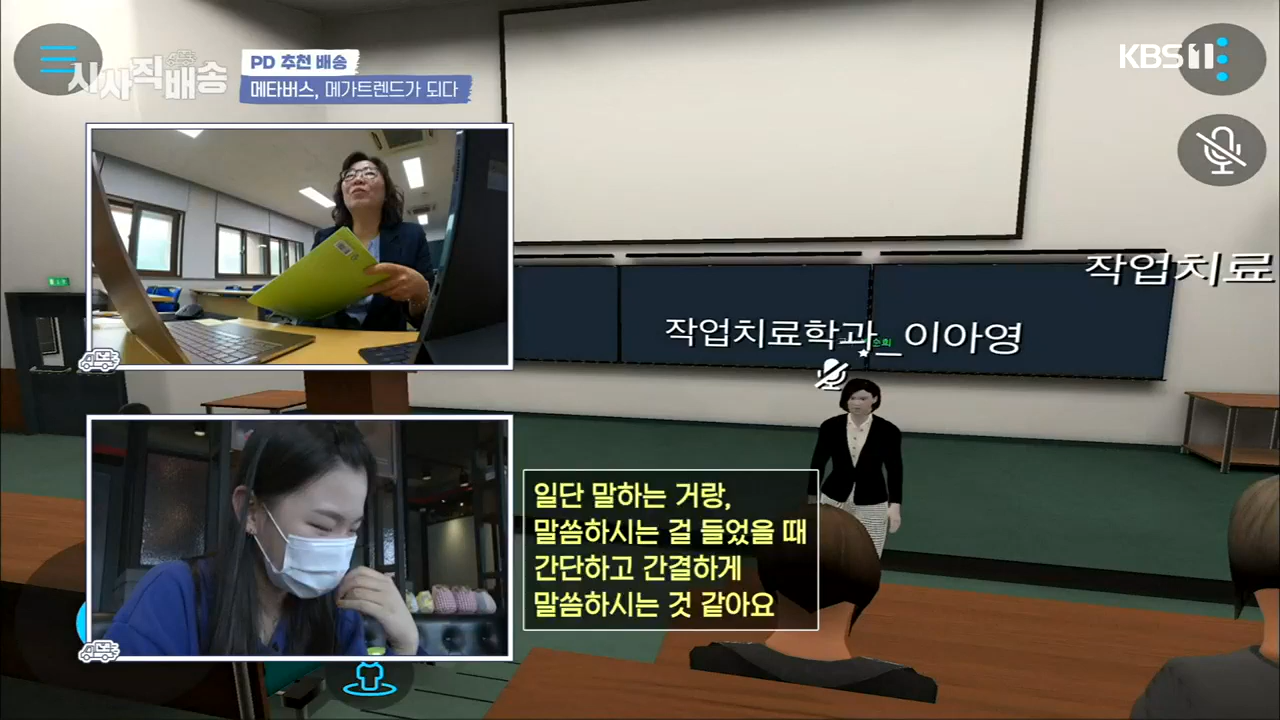 시사직배송
PD 추천 배송
메타버스, 메가트렌드가 되다
KBS 1
작업치료
작업치료학과_이아영
순희
일단 말하는 거랑,
말씀하시는 걸 들었을 때
간단하고 간결하게
말씀하시는 것 같아요